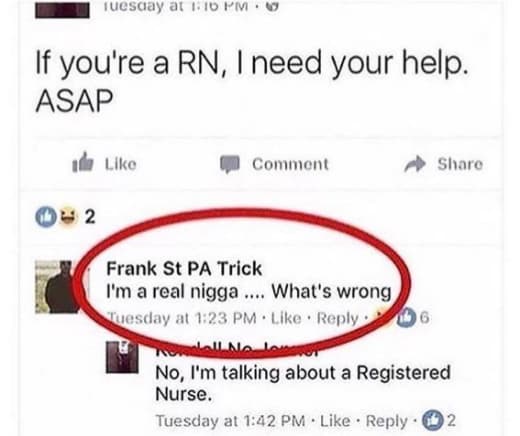 Tuesday at 1:16 PM ·
If you're a RN, I need your help.
ASAP
Like Comment Share
2
Frank St PA Trick
I'm a real nigga .... What's wrong
Tuesday at 1:23 PM · Like · Reply · 6
No, I'm talking about a Registered
Nurse.
Tuesday at 1:42 PM · Like · Reply · 2